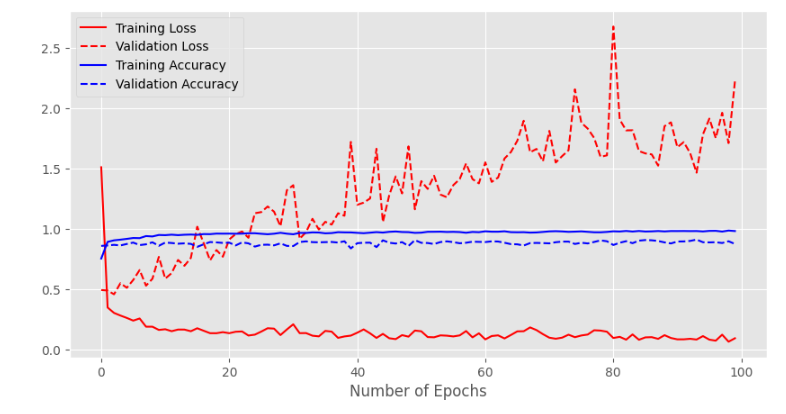 Training Loss
Validation Loss
Training Accuracy
Validation Accuracy
2.5
2.0
1.5
1.0
0.5
0.0
0 20 40 60 80 100
Number of Epochs